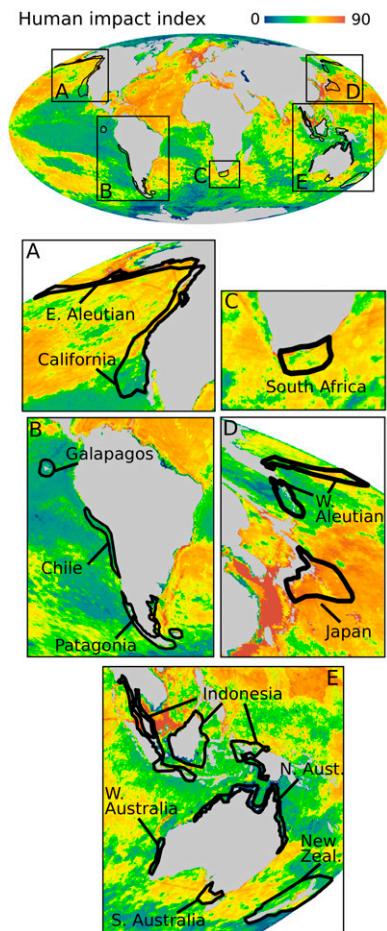 Human impact index
0 90
A
D
B
C
E
A
E. Aleutian
California
C
South Africa
B
Galapagos
Chile
Patagonia
D
W.
Aleutian
Japan
E
Indonesia
N. Aust.
W.
Australia
New
Zeal.
S. Australia